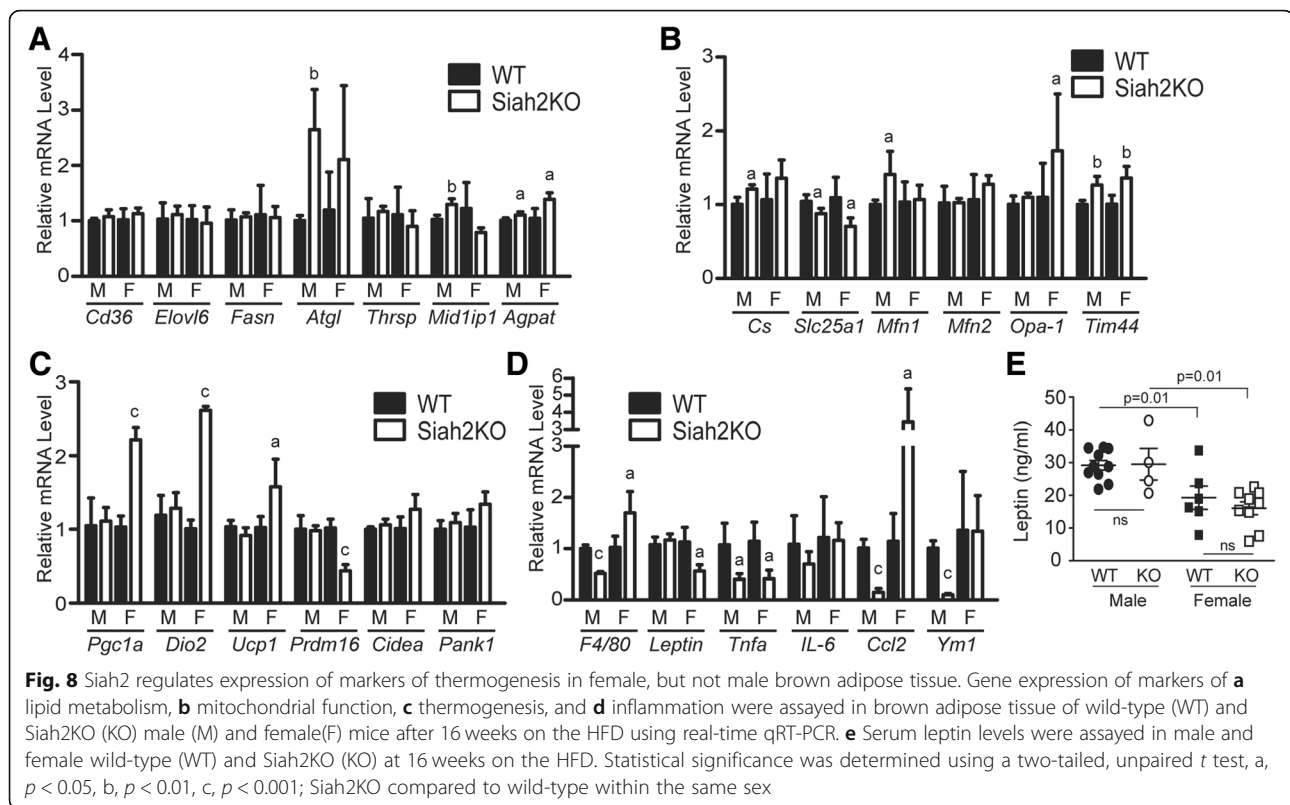 A
Relative mRNA Level
4
3
2
1
0
WT
Siah2KO
b
b
a
a
M F M F M F M F M F M F M F
Cd36 Elovl6 Fasn Atgl Thrsp Mid1ip1 Agpat
B
Relative mRNA Level
3
2
1
0
WT
Siah2KO
a
a
a
a
a
b
b
M F M F M F M F M F M F
Cs Slc25a1 Mfn1 Mfn2 Opa-1 Tim44
C
Relative mRNA Level
3
2
1
0
WT
Siah2KO
c
c
a
c
M F M F M F M F M F M F
Pgc1a Dio2 Ucp1 Prdm16 Cidea Pank1
D
Relative mRNA Level
6
5
4
3
2
1
0
WT
Siah2KO
c
a
a
a
a
c
a
c
M F M F M F M F M F M F
F4/80 Leptin Tnfa IL-6 Ccl2 Ym1
E
Leptin (ng/ml)
50
40
30
20
10
0
p=0.01
p=0.01
ns
ns
WT KO WT KO
Male Female
Fig. 8 Siah2 regulates expression of markers of thermogenesis in female, but not male brown adipose tissue. Gene expression of markers of a
lipid metabolism, b mitochondrial function, c thermogenesis, and d inflammation were assayed in brown adipose tissue of wild-type (WT) and
Siah2KO (KO) male (M) and female(F) mice after 16 weeks on the HFD using real-time qRT-PCR. e Serum leptin levels were assayed in male and
female wild-type (WT) and Siah2KO (KO) at 16 weeks on the HFD. Statistical significance was determined using a two-tailed, unpaired t test, a,
p < 0.05, b, p < 0.01, c, p < 0.001; Siah2KO compared to wild-type within the same sex